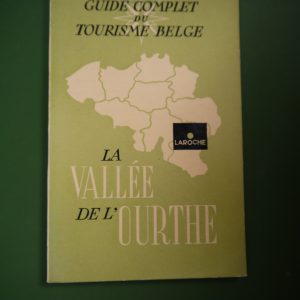 GUIDE COMPLET
DU
TOURISME BELGE
LAROCHE
LA
VALLÉE
DE L'OURTHE